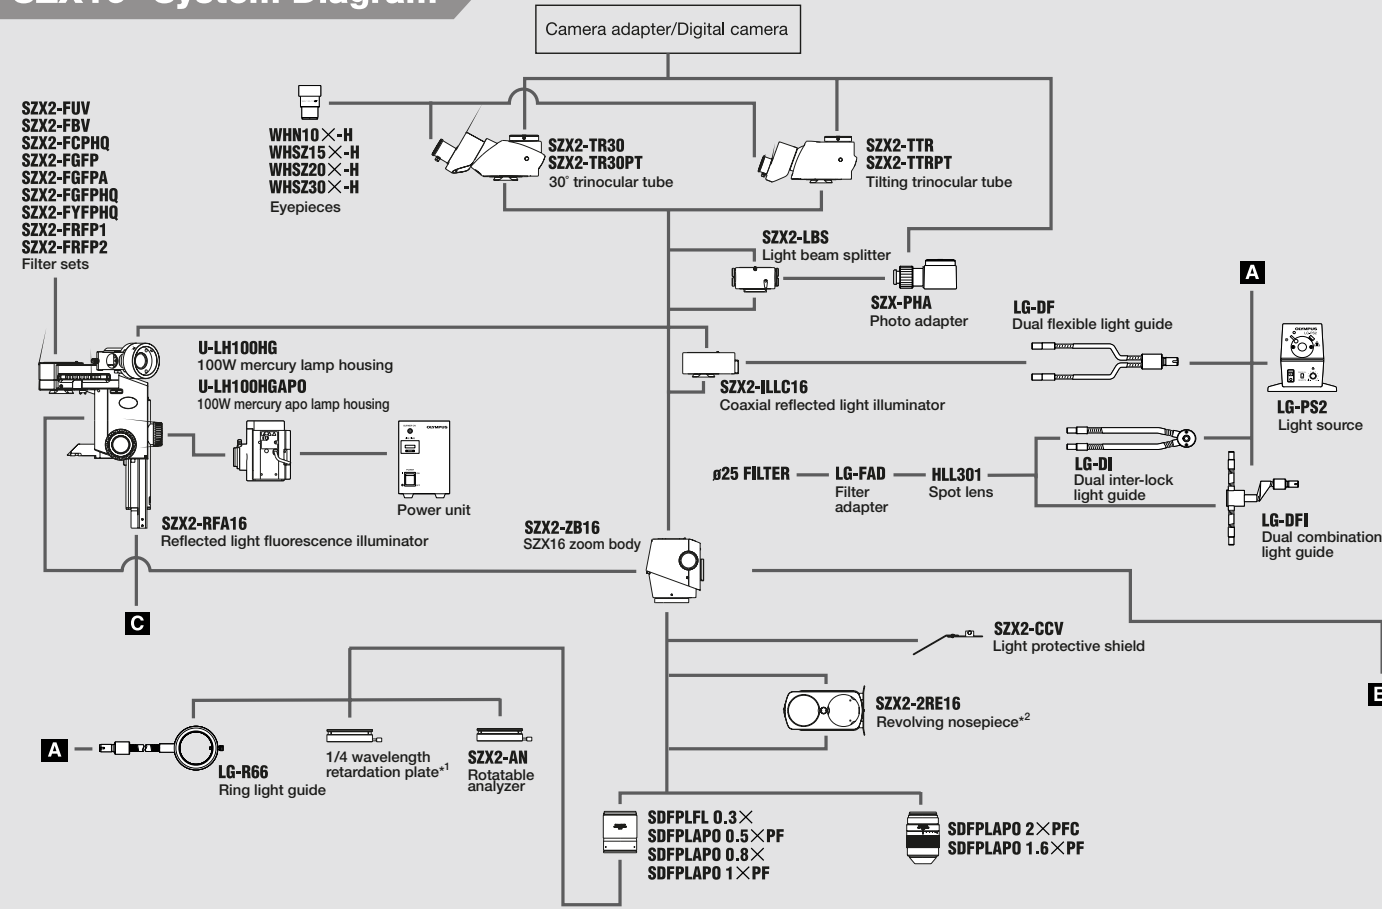 System Diagram
Camera adapter/Digital camera
SZX2-FUV
SZX2-FBV
SZX2-FCPHQ
SZX2-FGFP
SZX2-FGFPA
SZX2-FGFPHQ
SZX2-FYFPHQ
SZX2-FRFP1
SZX2-FRFP2
Filter sets
WHN10×-H
WHSZ15×-H
WHSZ20×-H
WHSZ30×-H
Eyepieces
SZX2-TR30
SZX2-TR30PT
30° trinocular tube
SZX2-TTR
SZX2-TTRPT
Tilting trinocular tube
SZX2-LBS
Light beam splitter
SZX-PHA
Photo adapter
A
LG-DF
Dual flexible light guide
OLYMPUS
LG-PS2
Light source
U-LH100HG
100W mercury lamp housing
U-LH100HGAPO
100W mercury apo lamp housing
OLYMPUS
Power unit
SZX2-ILLC16
Coaxial reflected light illuminator
ø25 FILTER
LG-FAD
Filter
adapter
HLL301
Spot lens
LG-DI
Dual inter-lock
light guide
LG-DFI
Dual combination
light guide
SZX2-RFA16
Reflected light fluorescence illuminator
SZX2-ZB16
SZX16 zoom body
C
SZX2-CCV
Light protective shield
SZX2-2RE16
Revolving nosepiece*2
A
LG-R66
Ring light guide
1/4 wavelength
retardation plate*1
SZX2-AN
Rotatable
analyzer
SDFPLFL 0.3×
SDFPLAPO 0.5×PF
SDFPLAPO 0.8×
SDFPLAPO 1×PF
SDFPLAPO 2×PFC
SDFPLAPO 1.6×PF